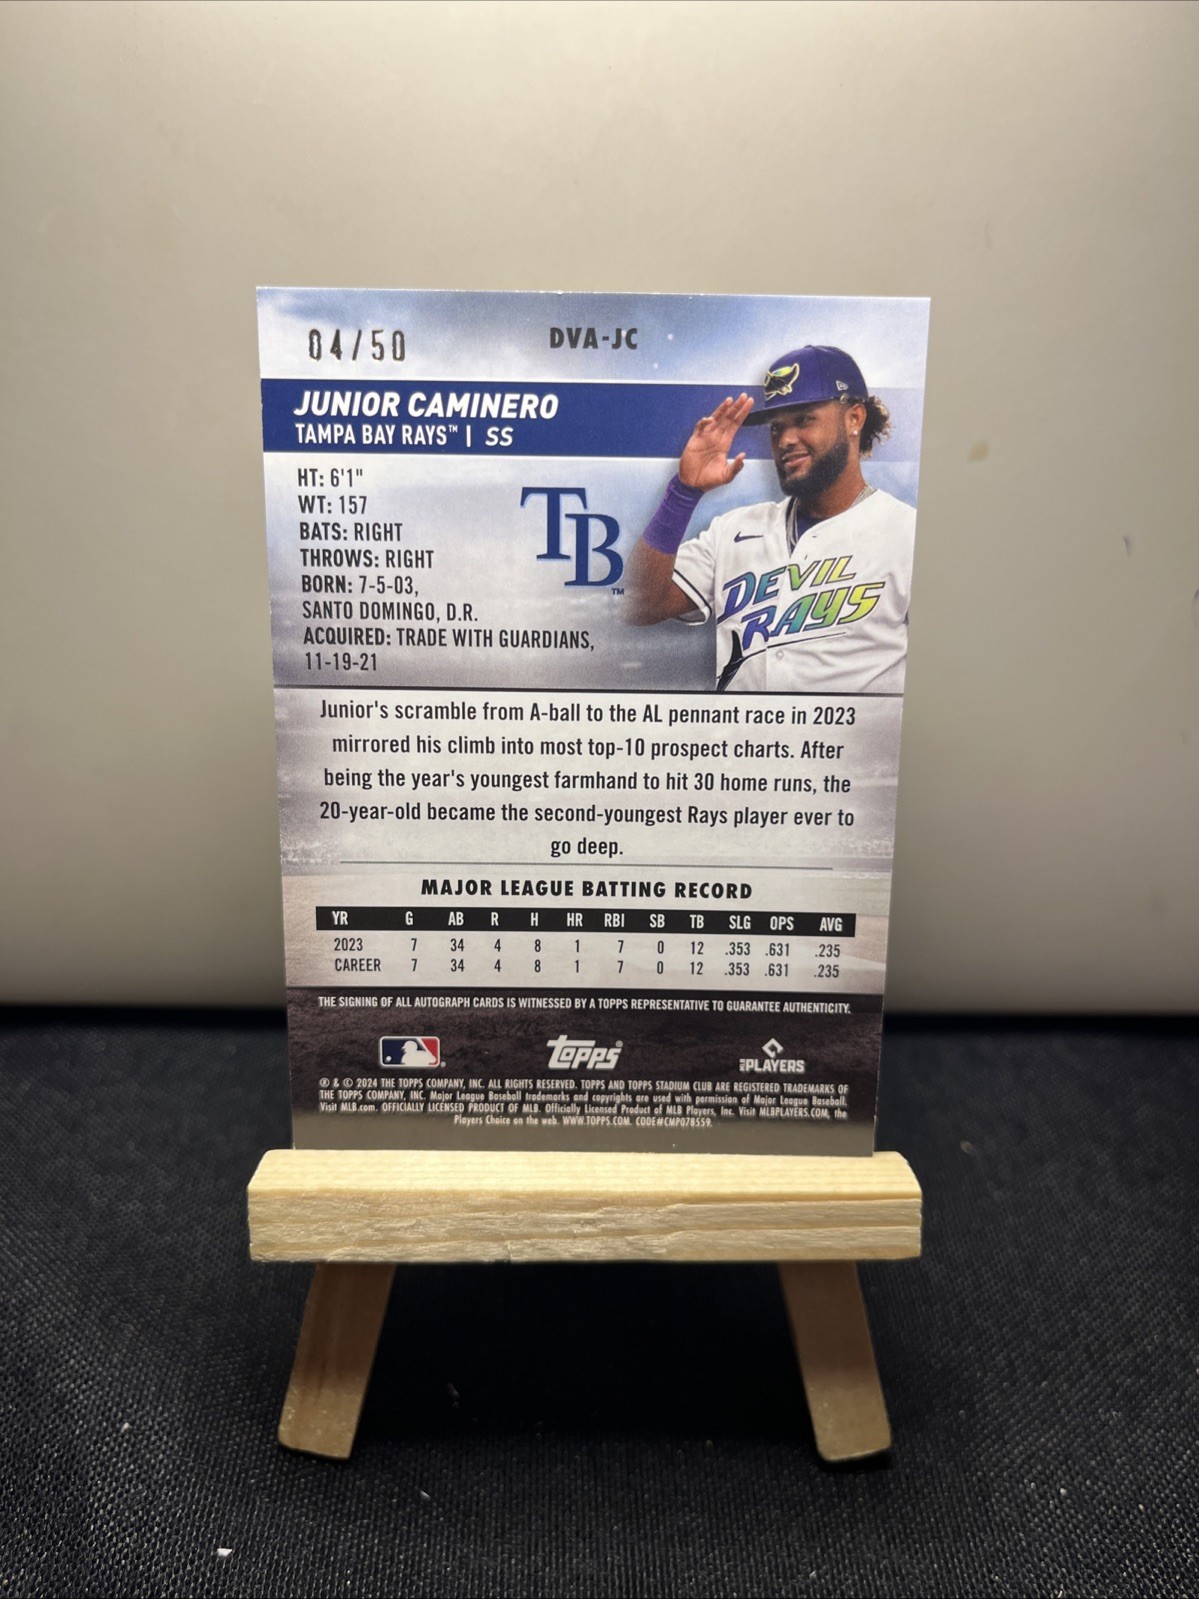 04/50
DVA-JC
JUNIOR CAMINERO
TAMPA BAY RAYS™ | SS
HT: 6'1"
WT: 157
BATS: RIGHT
THROWS: RIGHT
BORN: 7-5-03,
SANTO DOMINGO, D.R.
ACQUIRED: TRADE WITH GUARDIANS,
11-19-21
TB™
DEVIL
RAYS
Junior's scramble from A-ball to the AL pennant race in 2023
mirrored his climb into most top-10 prospect charts. After
being the year's youngest farmhand to hit 30 home runs, the
20-year-old became the second-youngest Rays player ever to
go deep.
MAJOR LEAGUE BATTING RECORD
YR G AB R H HR RBI SB TB SLG OPS AVG
2023 7 34 4 8 1 7 0 12 .353 .631 .235
CAREER 7 34 4 8 1 7 0 12 .353 .631 .235
THE SIGNING OF ALL AUTOGRAPH CARDS IS WITNESSED BY A TOPPS REPRESENTATIVE TO GUARANTEE AUTHENTICITY.
Topps
PLAYERS
® & © 2024 THE TOPPS COMPANY, INC. ALL RIGHTS RESERVED. TOPPS AND TOPPS STADIUM CLUB ARE REGISTERED TRADEMARKS OF
THE TOPPS COMPANY, INC. Major League Baseball trademarks and copyrights are used with permission of Major League Baseball.
Visit MLB.com. OFFICIALLY LICENSED PRODUCT OF MLB. Officially Licensed Product of MLB Players, Inc. Visit MLBPLAYERS.COM, the
Players Choice on the web. WWW.TOPPS.COM. CODE#CMP078559.